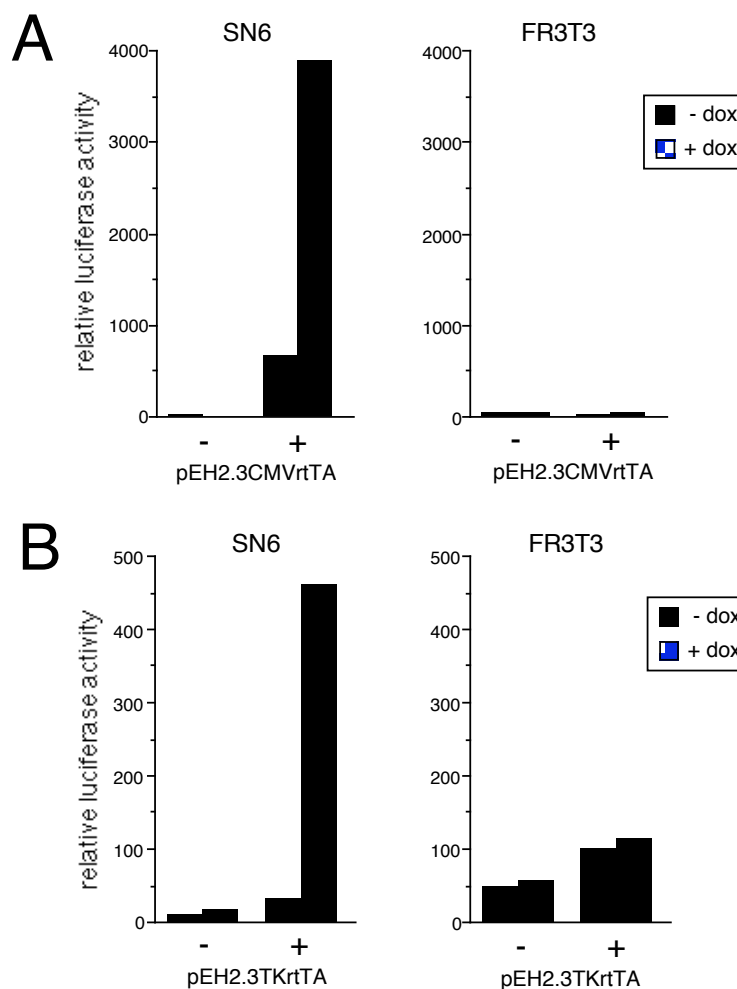 A
SN6
FR3T3
relative luciferase activity
4000
3000
2000
1000
0
- +
pEH2.3CMVrtTA
4000
3000
2000
1000
0
- +
pEH2.3CMVrtTA
- dox
+ dox
B
SN6
FR3T3
relative luciferase activity
500
400
300
200
100
0
- +
pEH2.3TKrtTA
500
400
300
200
100
0
- +
pEH2.3TKrtTA
- dox
+ dox